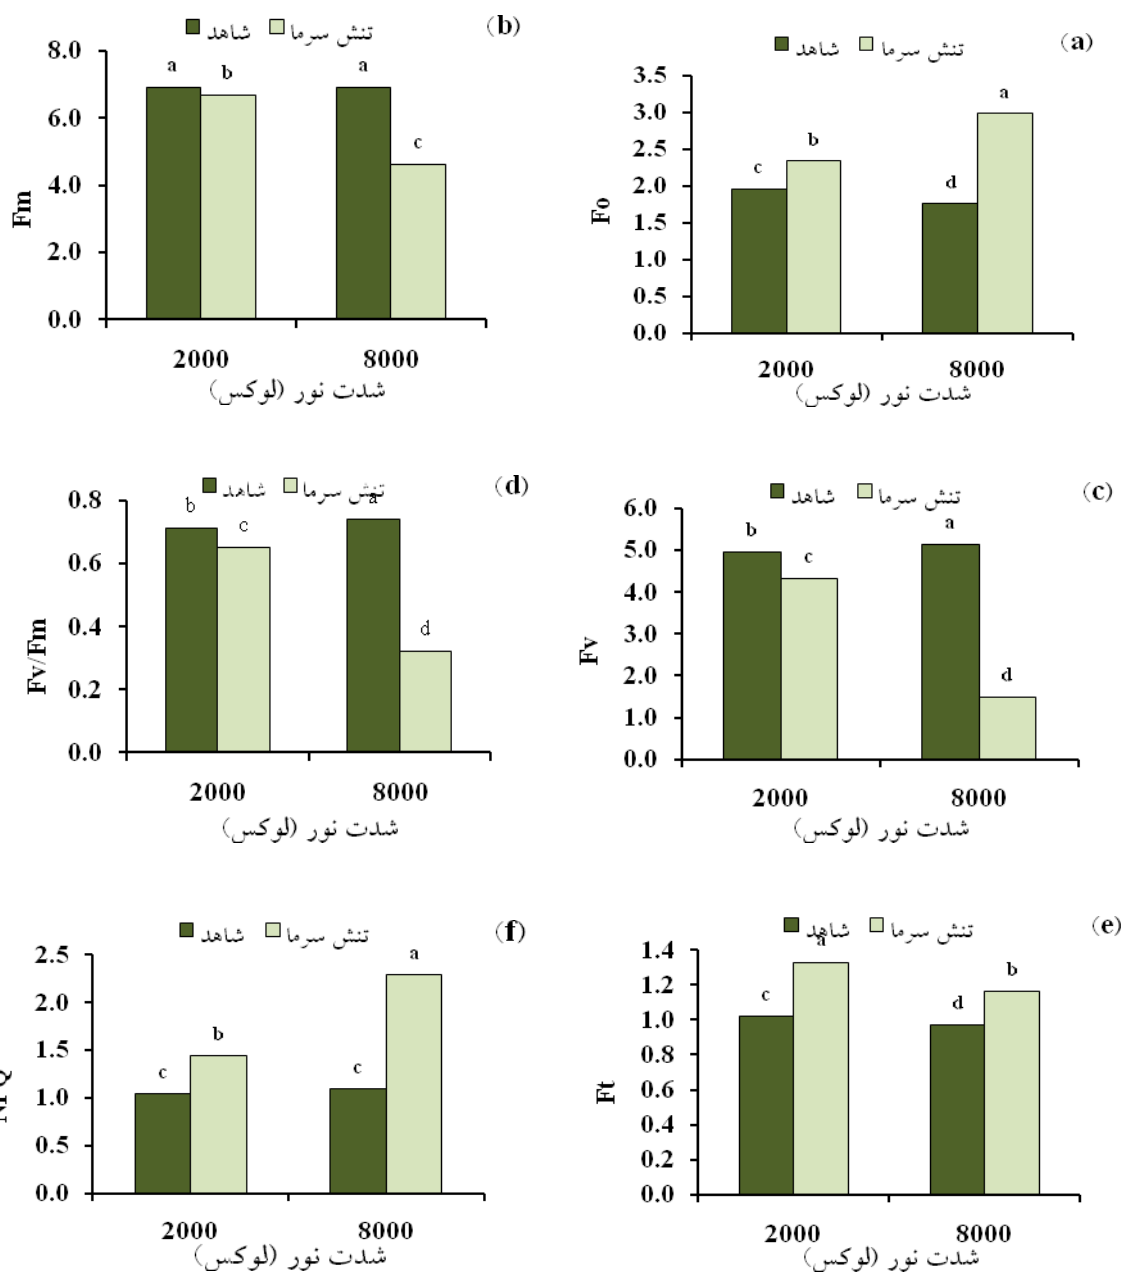 (a)
شاهد تنش سرما
3.5
3.0
2.5
2.0
1.5
1.0
0.5
0.0
Fo
c b d a
2000 8000
شدت نور (لوکس)
(b)
شاهد تنش سرما
8.0
6.0
4.0
2.0
0.0
Fm
a b a c
2000 8000
شدت نور (لوکس)
(c)
شاهد تنش سرما
6.0
5.0
4.0
3.0
2.0
1.0
0.0
Fv
b c a d
2000 8000
شدت نور (لوکس)
(d)
شاهد تنش سرما
0.8
0.6
0.4
0.2
0.0
Fv/Fm
b c a d
2000 8000
شدت نور (لوکس)
(e)
شاهد تنش سرما
1.4
1.2
1.0
0.8
0.6
0.4
0.2
0.0
Ft
c a d b
2000 8000
شدت نور (لوکس)
(f)
شاهد تنش سرما
2.5
2.0
1.5
1.0
0.5
0.0
NPQ
c b c a
2000 8000
شدت نور (لوکس)